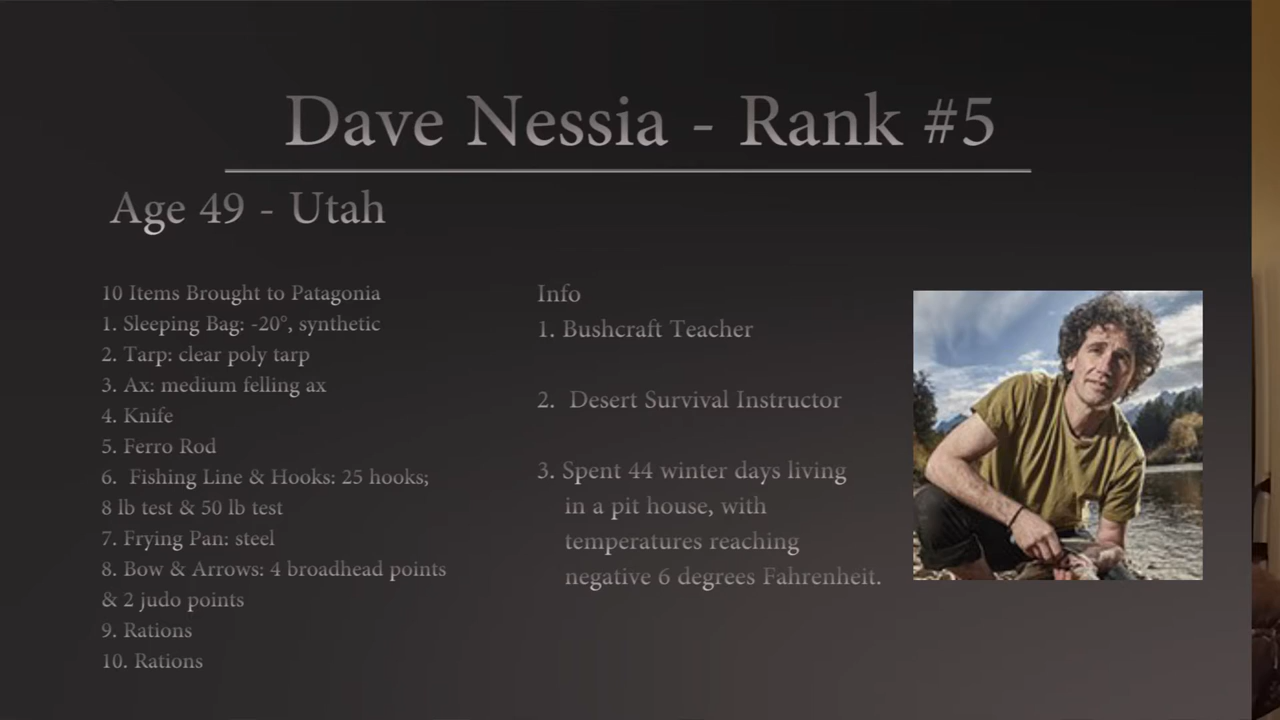 Dave Nessia - Rank #5
Age 49 - Utah
10 Items Brought to Patagonia
1. Sleeping Bag: -20°, synthetic
2. Tarp: clear poly tarp
3. Ax: medium felling ax
4. Knife
5. Ferro Rod
6. Fishing Line & Hooks: 25 hooks;
8 lb test & 50 lb test
7. Frying Pan: steel
8. Bow & Arrows: 4 broadhead points
& 2 judo points
9. Rations
10. Rations
Info
1. Bushcraft Teacher
2. Desert Survival Instructor
3. Spent 44 winter days living
in a pit house, with
temperatures reaching
negative 6 degrees Fahrenheit.